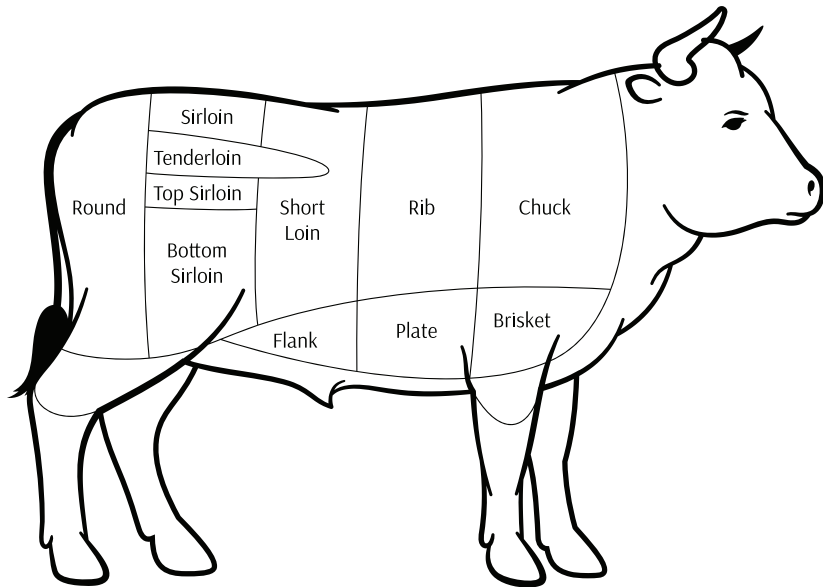 Sirloin
Tenderloin
Top Sirloin
Round
Bottom
Sirloin
Short
Loin
Rib
Chuck
Flank
Plate
Brisket